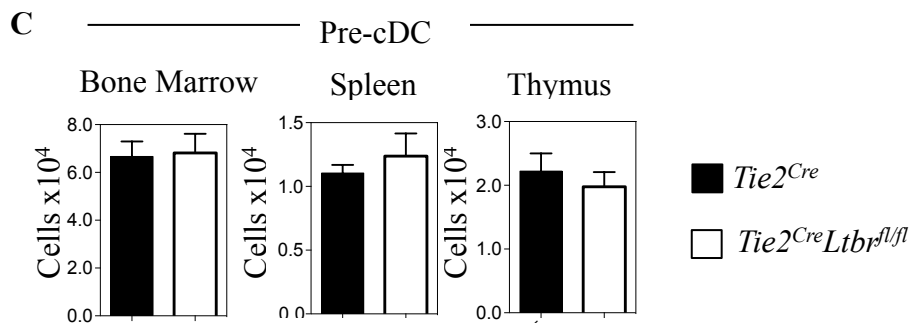 C
Pre-cDC
Bone Marrow
Spleen
Thymus
Cells x10⁴
8.0
6.0
4.0
2.0
0.0
Cells x10⁴
1.5
1.0
0.5
0.0
Cells x10⁴
3.0
2.0
1.0
0.0
Tie2ᶜʳᵉ
Tie2ᶜʳᵉLtbrᶠˡ/ᶠˡ